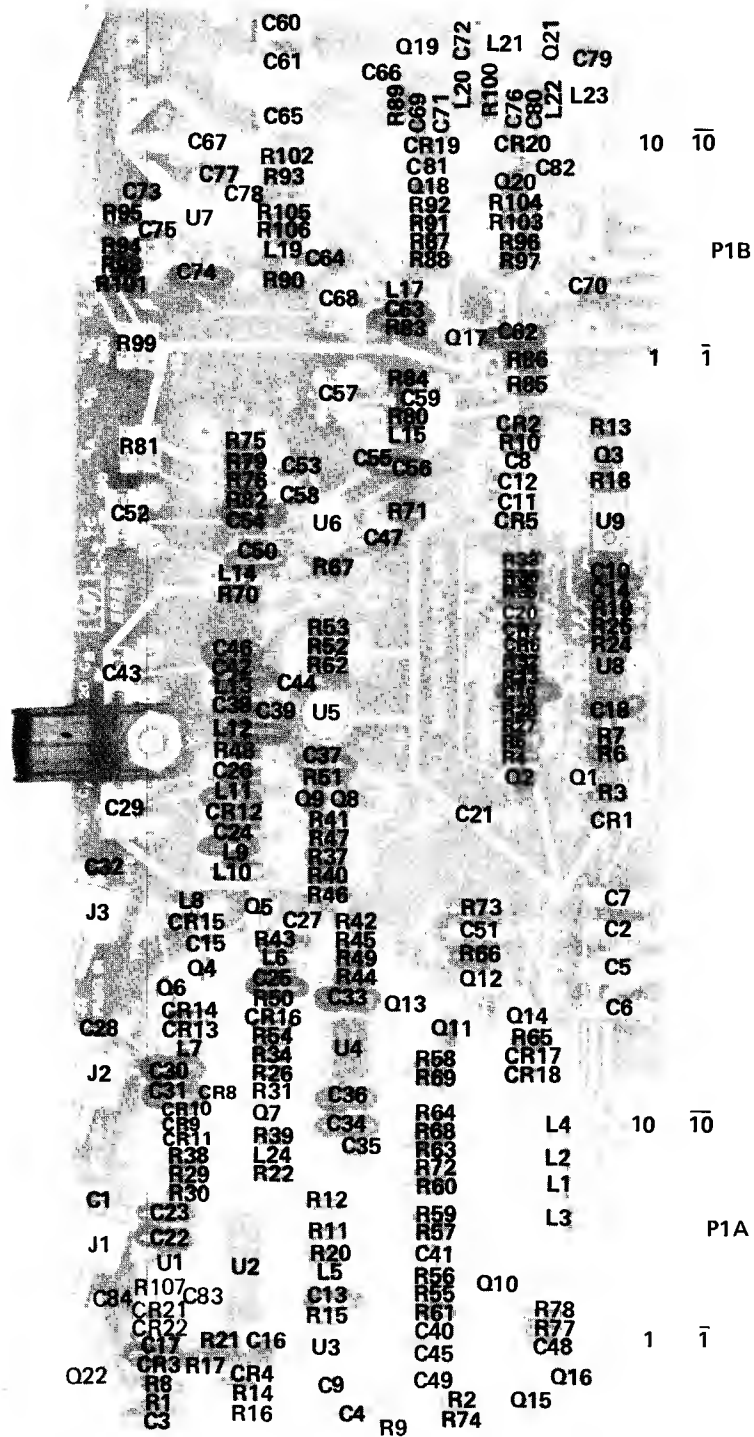 C60
Q19 C72 L21 Q21
C61 C79
C66
R89 C69 C71 L20 R100 C76 C80 L22 L23
C65
C67 CR19 CR20 10 10
R102
C77 R93 C81 C82
C73 C78 Q18 Q20
R95 U7 R105 R92 R104
C75 R106 R91 R103
R94 L19 R87 R96 P1B
C64 R88 R97
R101 C74 R90
C68 L17 C70
C63
R83 Q17 C62
R99 R86 1 1
R84 R85
C57 C59
R80 CR2 R13
R81 R75 L15 R10
R79 C53 C55 C56 C8 Q3
R76 C12 R18
R82 C58 C11
C52 C54 U6 R71 CR5 U9
C47
C50
L14 R67 C10
R70 C14
R19
R53 C20 R25
C46 R52 R24
C42 R62 U8
C43 L13 C44
C38 C39 U5 C18
L12
R48 R7
C37 R6
C26 R51 Q2 Q1
L11 Q9 Q8 R3
C29 CR12 R41 C21 CR1
C24 R47
L9 R37
C32 L10 R40
R46
L8 Q5 R73 C7
J3 CR15 C27 R42 C51 C2
C15 R43 R45
L6 R49 R66
Q4 C25 R44 Q12 C5
Q6 R50 C33 Q13 C6
CR14 CR16 Q14
C28 CR13 R54 Q11 R65
L7 R34 U4 R58 CR17
J2 C30 R26 R69 CR18
C31 CR8 R31 C36
CR10 Q7 R64
CR9 C34 R68 L4 10 10
CR11 R39 C35 R63
R38 L24 R72 L2
R29 R22 R60 L1
C1 R30 R12
C23 R59 L3
J1 C22 R11 R57 P1A
U1 U2 R20 C41
L5
R107 C83 R56 Q10
C84 C13 R55
CR21 R15 R61 R78
CR22 C40 R77
C17 R21 C16 U3 C45 C48 1 1
CR3 R17
Q22 R8 CR4 C9 C49 Q16
R1 R14 R2 Q15
C3 R16 C4 R9 R74